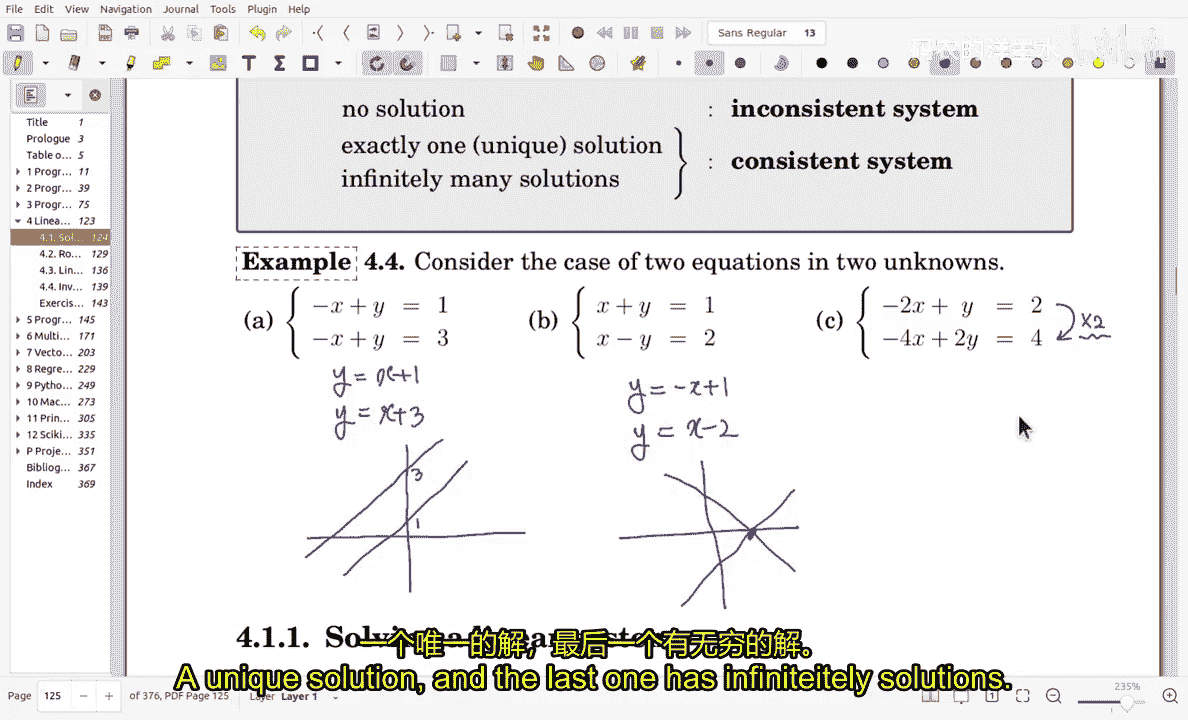 File Edit View Navigation Journal Tools Plugin Help
Sans Regular 13
Title 1
Prologue 3
Table o... 5
1 Progr... 11
2 Progr... 39
3 Progr... 75
4 Linea... 123
4.1. Sol... 124
4.2. Ro... 129
4.3. Lin... 136
4.4. Inv... 139
Exercis... 143
5 Progr... 145
6 Multi... 171
7 Vecto... 203
8 Regre... 229
9 Pytho... 249
10 Mac... 273
11 Prin... 305
12 Sciki... 335
P Proje... 351
Bibliog... 367
Index 369
no solution : inconsistent system
exactly one (unique) solution
infinitely many solutions } : consistent system
Example 4.4. Consider the case of two equations in two unknowns.
(a) { −x + y = 1
−x + y = 3
(b) { x + y = 1
x − y = 2
(c) { −2x + y = 2
−4x + 2y = 4
×2
y = x+1
y = x+3
3
1
y = -x+1
y = x-2
4.1.1.
一个唯一的解，最后一个有无穷的解。
A unique solution, and the last one has infiniteitely solutions.
Page 125 − + of 376, PDF Page 125 Layer Layer 1
235%